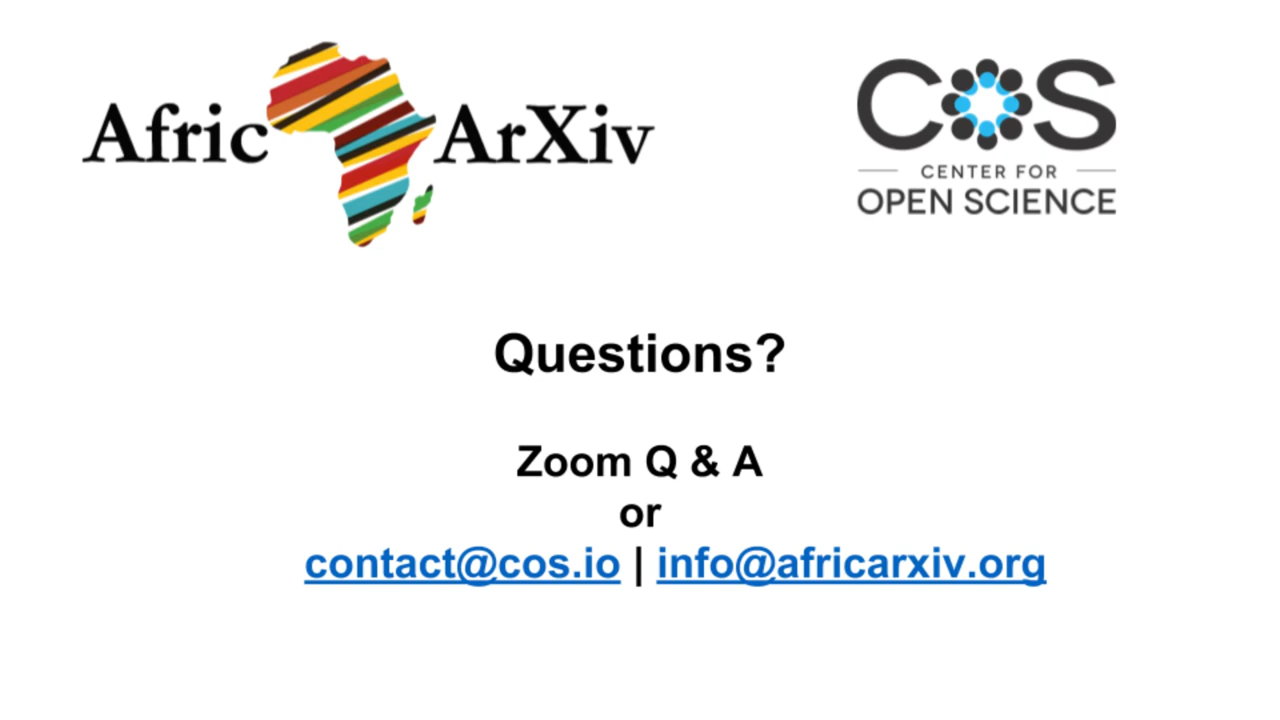 Afric ArXiv
COS
CENTER FOR
OPEN SCIENCE
Questions?
Zoom Q & A
or
contact@cos.io | info@africarxiv.org